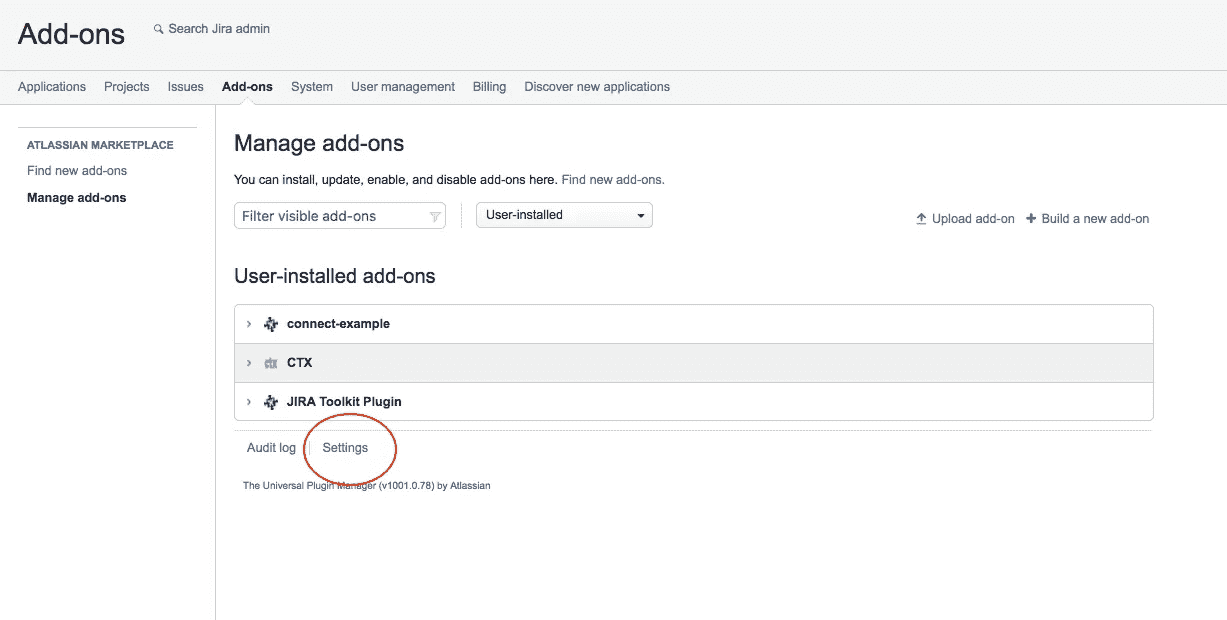 Add-ons
Search Jira admin
Applications Projects Issues Add-ons System User management Billing Discover new applications
ATLASSIAN MARKETPLACE
Find new add-ons
Manage add-ons
Manage add-ons
You can install, update, enable, and disable add-ons here. Find new add-ons.
Filter visible add-ons
User-installed
Upload add-on
Build a new add-on
User-installed add-ons
connect-example
CTX
JIRA Toolkit Plugin
Audit log Settings
The Universal Plugin Manager (v1001.0.78) by Atlassian